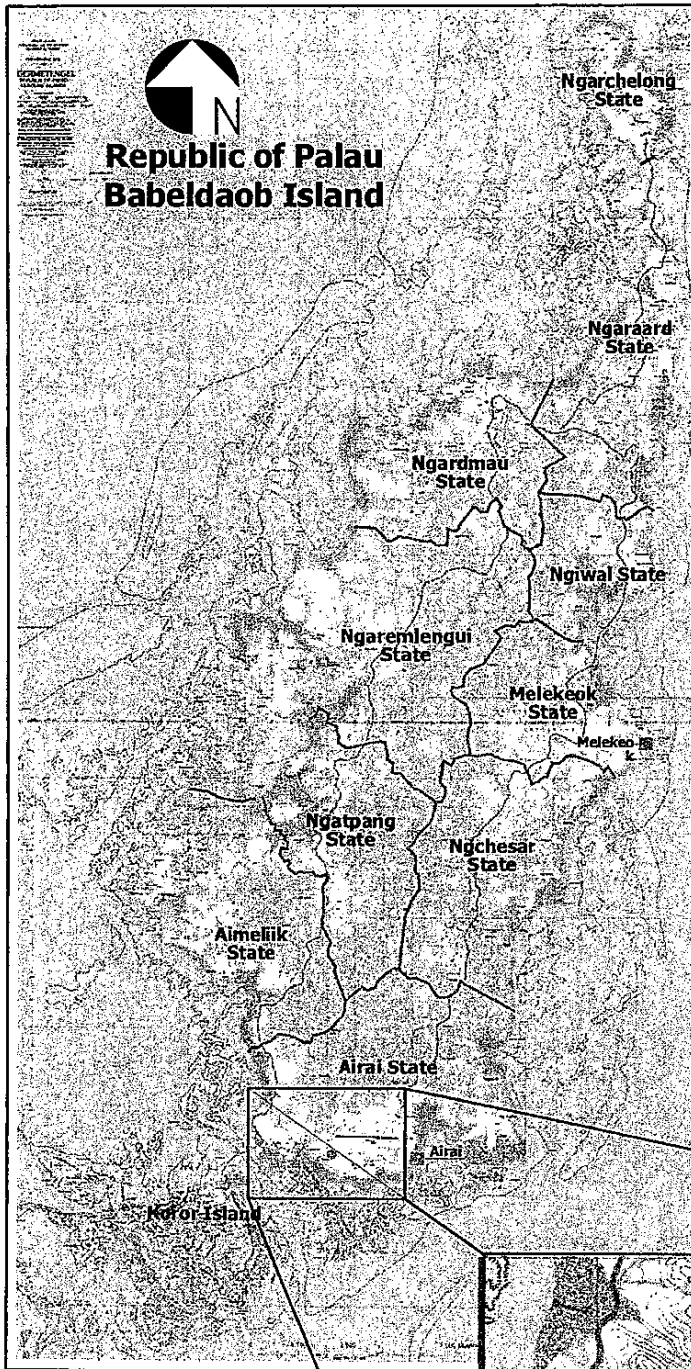 N
Republic of Palau
Babeldaob Island
Ngarchelong
State
Ngaraard
State
Ngardmau
State
Ngiwal State
Ngaremlengui
State
Melekeok
State
Melekeo
k
Ngatpang
State
Ngchesar
State
Aimeliik
State
Airai State
Airai
Koror Island